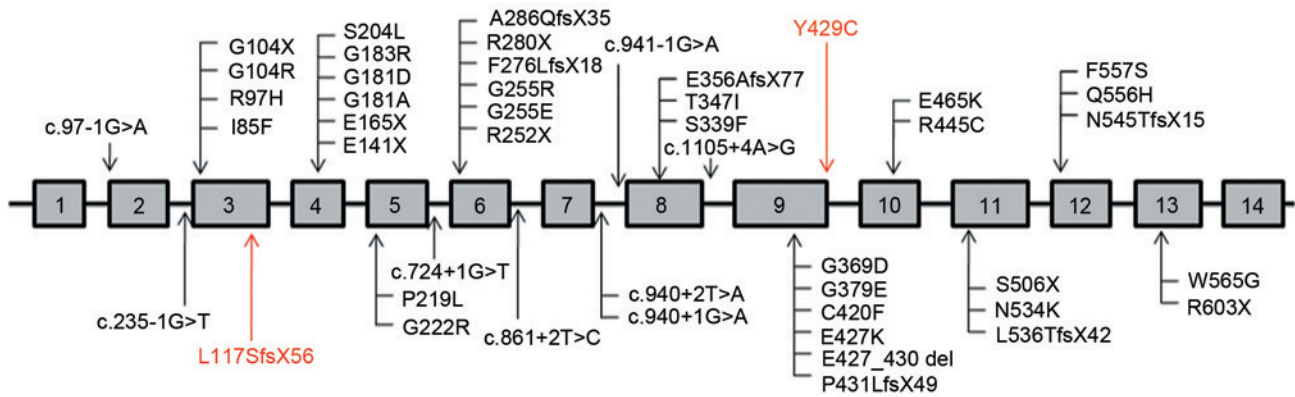 c.97-1G>A
G104X
G104R
R97H
I85F
S204L
G183R
G181D
G181A
E165X
E141X
A286QfsX35
R280X
F276LfsX18
G255R
G255E
R252X
c.941-1G>A
E356AfsX77
T347I
S339F
c.1105+4A>G
Y429C
E465K
R445C
F557S
Q556H
N545TfsX15
1 2 3 4 5 6 7 8 9 10 11 12 13 14
c.235-1G>T
L117SfsX56
c.724+1G>T
P219L
G222R
c.861+2T>C
c.940+2T>A
c.940+1G>A
G369D
G379E
C420F
E427K
E427_430 del
P431LfsX49
S506X
N534K
L536TfsX42
W565G
R603X